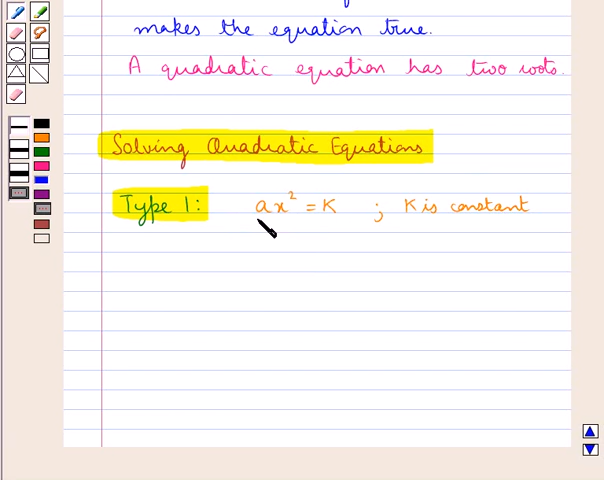 makes the equation true.
A quadratic equation has two roots.
Solving Quadratic Equations
Type 1: ax² = K ; K is constant